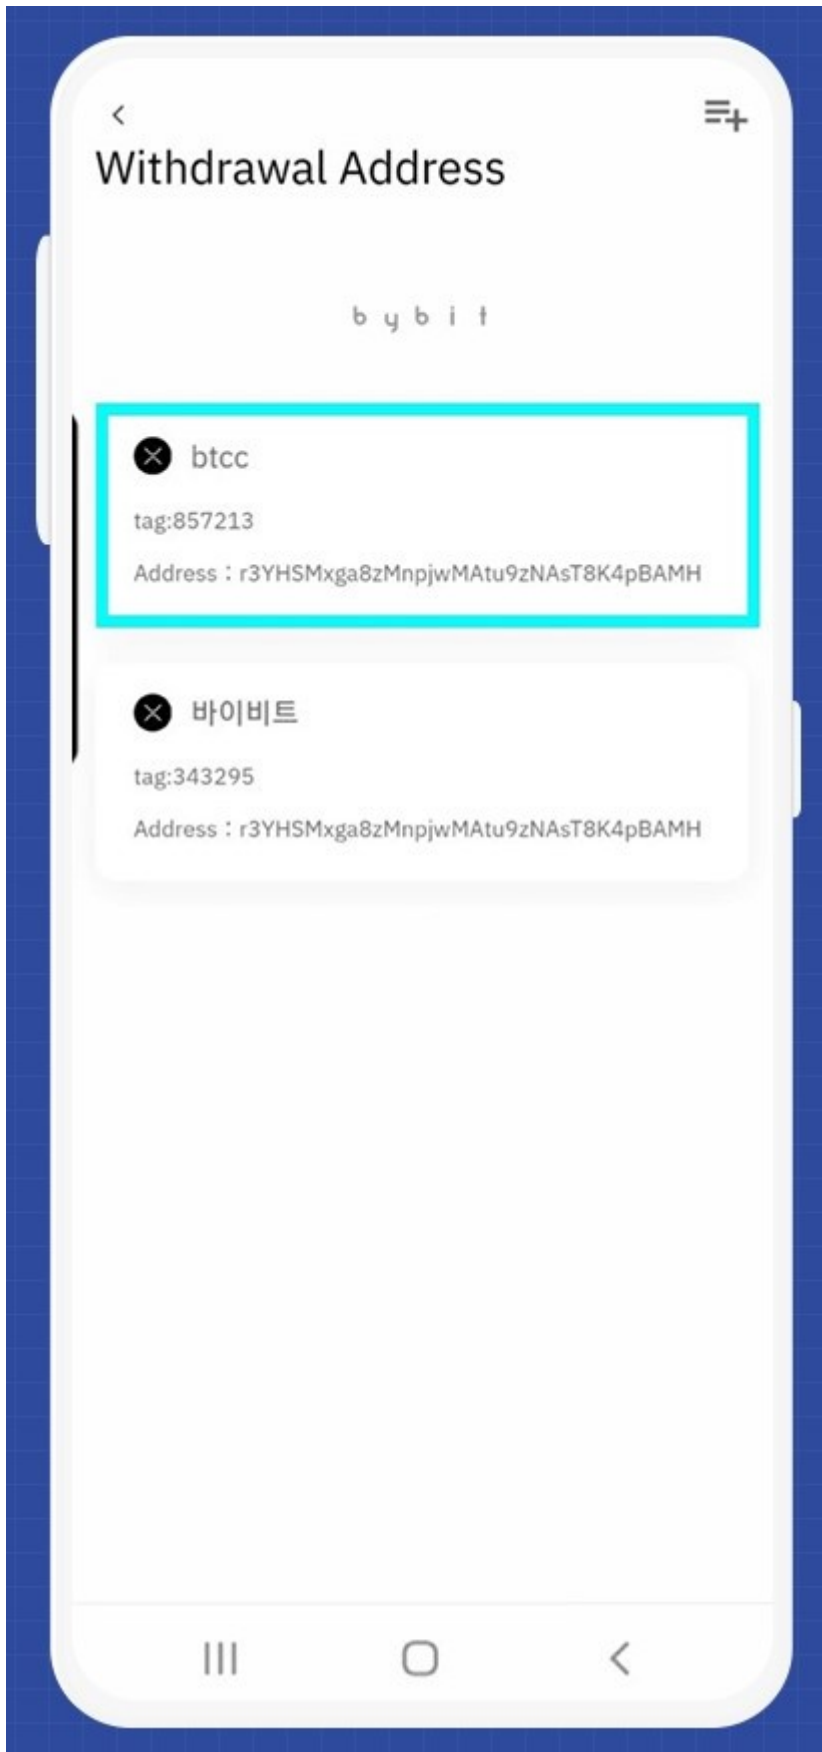 Withdrawal Address
bybit
btcc
tag:857213
Address : r3YHSMxga8zMnpjwMAtu9zNAsT8K4pBAMH
바이비트
tag:343295
Address : r3YHSMxga8zMnpjwMAtu9zNAsT8K4pBAMH